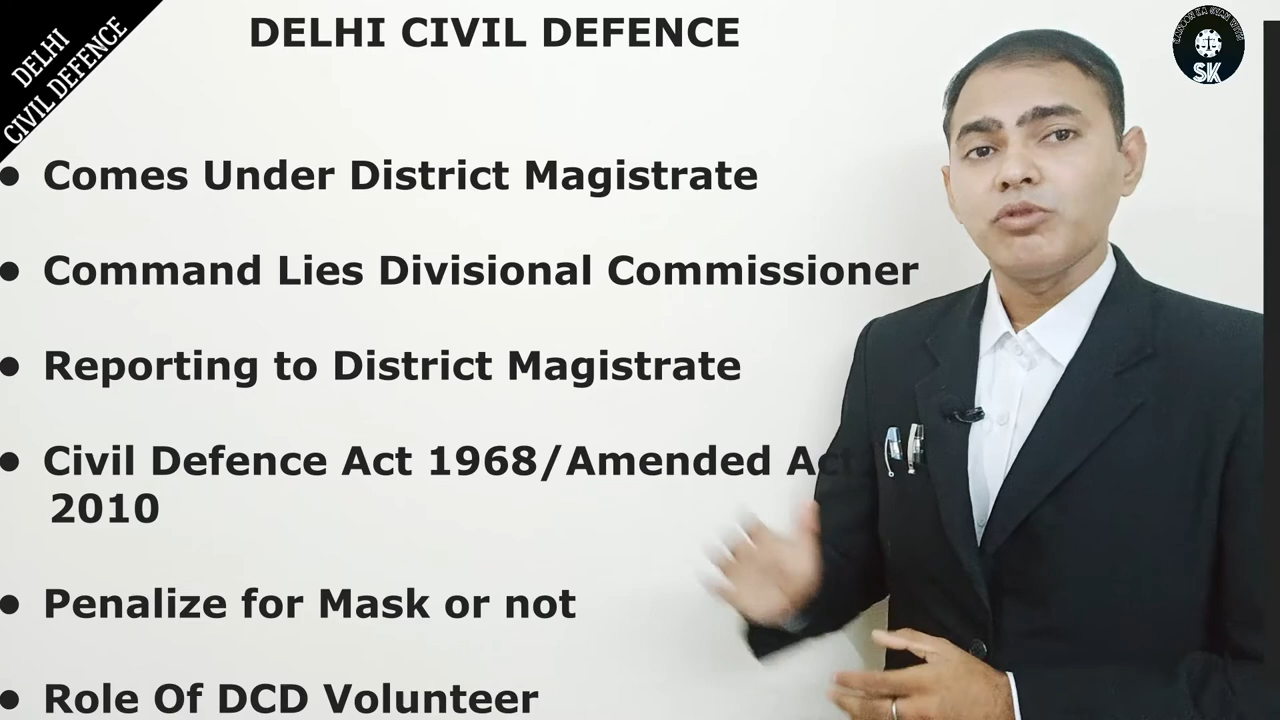 DELHI
CIVIL DEFENCE
DELHI CIVIL DEFENCE
SK
• Comes Under District Magistrate
• Command Lies Divisional Commissioner
• Reporting to District Magistrate
• Civil Defence Act 1968/Amended Act
2010
• Penalize for Mask or not
• Role Of DCD Volunteer